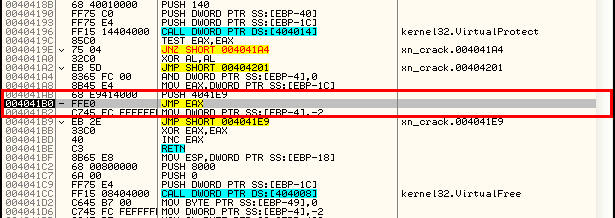 0040418B 68 40010000 PUSH 140
00404190 FF75 C0 PUSH DWORD PTR SS:[EBP-40]
00404193 FF75 E4 PUSH DWORD PTR SS:[EBP-1C]
00404196 FF15 14404000 CALL DWORD PTR DS:[404014] kernel32.VirtualProtect
0040419C 85C0 TEST EAX,EAX
0040419E 75 04 JNZ SHORT 004041A4 xn_crack.004041A4
004041A0 32C0 XOR AL,AL
004041A2 EB 5D JMP SHORT 00404201 xn_crack.00404201
004041A4 8365 FC 00 AND DWORD PTR SS:[EBP-4],0
004041A8 8B45 E4 MOV EAX,DWORD PTR SS:[EBP-1C]
004041AB 68 E9414000 PUSH 4041E9
004041B0 - FFE0 JMP EAX
004041B2 C745 FC FEFFFFF MOV DWORD PTR SS:[EBP-4],-2
004041B9 EB 2E JMP SHORT 004041E9 xn_crack.004041E9
004041BB 33C0 XOR EAX,EAX
004041BD 40 INC EAX
004041BE C3 RETN
004041BF 8B65 E8 MOV ESP,DWORD PTR SS:[EBP-18]
004041C2 68 00800000 PUSH 8000
004041C7 6A 00 PUSH 0
004041C9 FF75 E4 PUSH DWORD PTR SS:[EBP-1C]
004041CC FF15 08404000 CALL DWORD PTR DS:[404008] kernel32.VirtualFree
004041D2 C645 B7 00 MOV BYTE PTR SS:[EBP-49],0
004041D6 C745 FC FEFFFFF MOV DWORD PTR SS:[EBP-4],-2